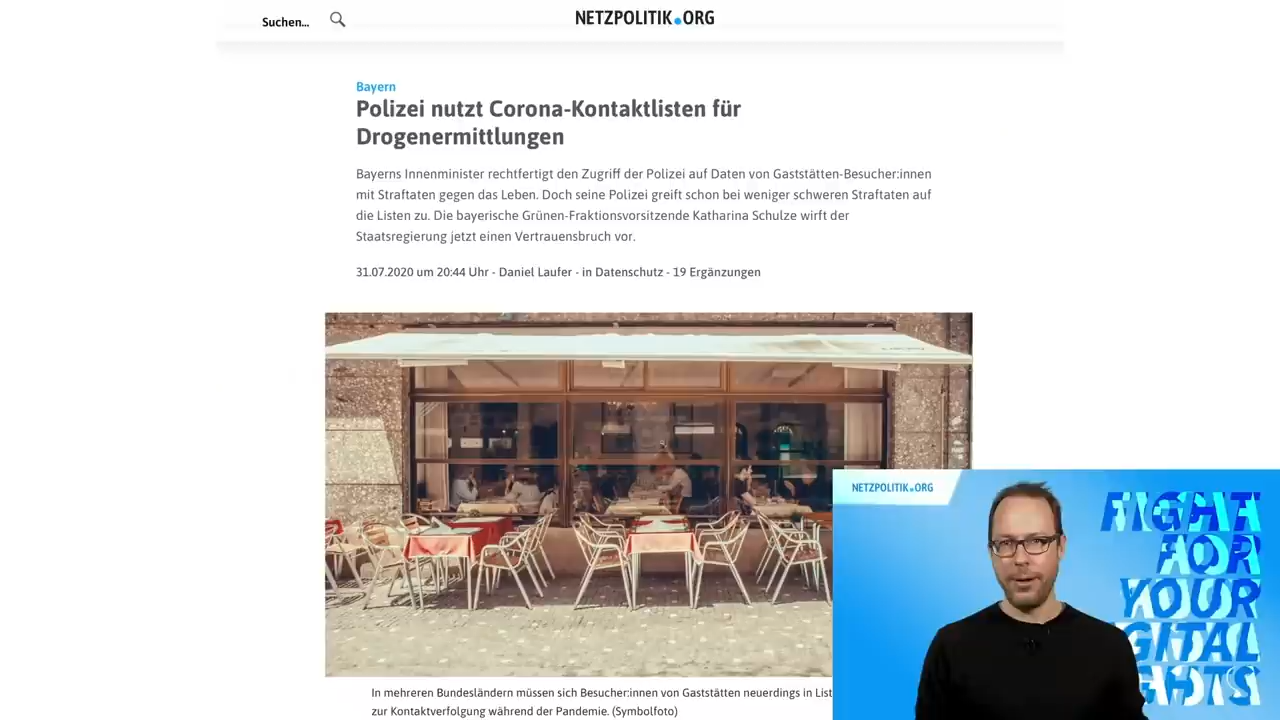 Suchen...
NETZPOLITIK.ORG
Bayern
Polizei nutzt Corona-Kontaktlisten für
Drogenermittlungen
Bayerns Innenminister rechtfertigt den Zugriff der Polizei auf Daten von Gaststätten-Besucher:innen
mit Straftaten gegen das Leben. Doch seine Polizei greift schon bei weniger schweren Straftaten auf
die Listen zu. Die bayerische Grünen-Fraktionsvorsitzende Katharina Schulze wirft der
Staatsregierung jetzt einen Vertrauensbruch vor.
31.07.2020 um 20:44 Uhr - Daniel Laufer - in Datenschutz - 19 Ergänzungen
In mehreren Bundesländern müssen sich Besucher:innen von Gaststätten neuerdings in List
zur Kontaktverfolgung während der Pandemie. (Symbolfoto)
NETZPOLITIK.ORG
FIGHT
FOR
YOUR
IGITAL
GHTS